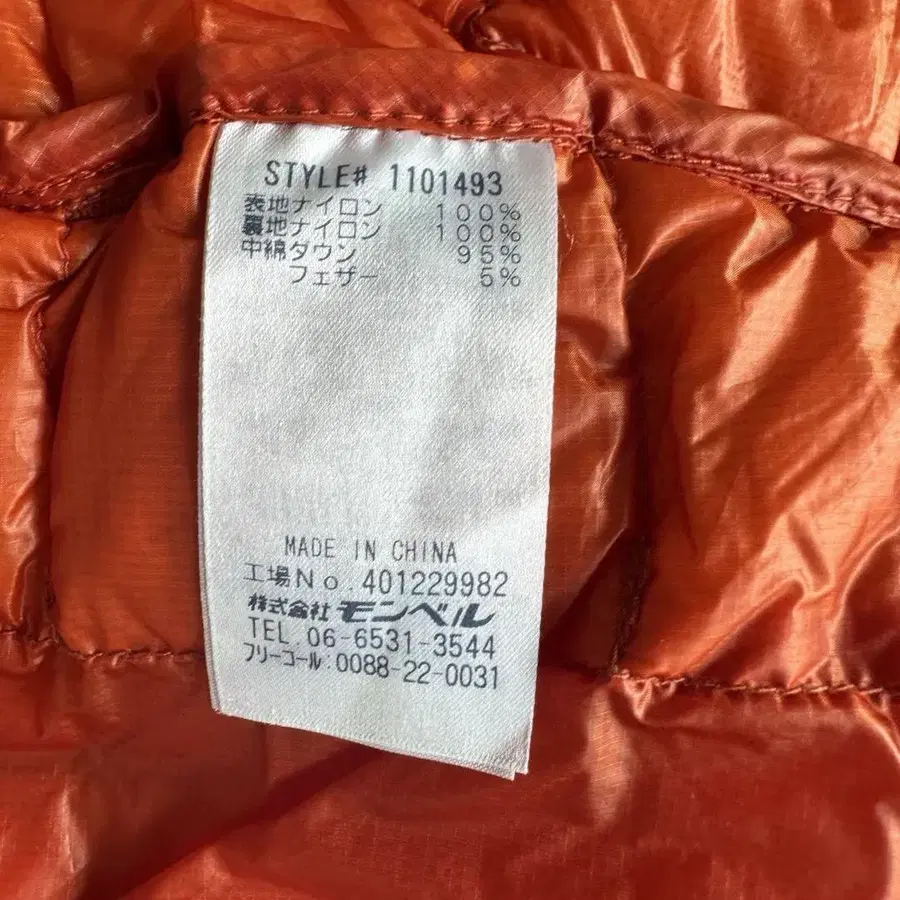 STYLE# 1101493
表地ナイロン 100%
裏地ナイロン 100%
中綿ダウン 95%
フェザー 5%
MADE IN CHINA
工場No.401229982
株式会社モンベル
TEL.06-6531-3544
フリーコール:0088-22-0031